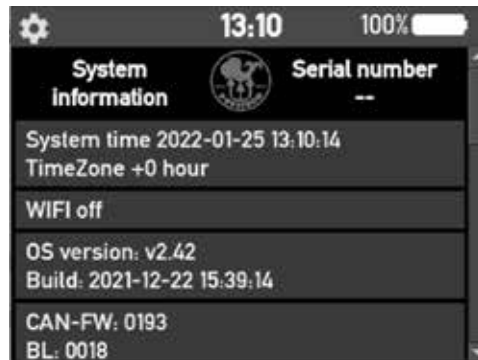 13:10 100%
System information
Serial number
--
System time 2022-01-25 13:10:14
TimeZone +0 hour
WIFI off
OS version: v2.42
Build: 2021-12-22 15:39:14
CAN-FW: 0193
BL: 0018